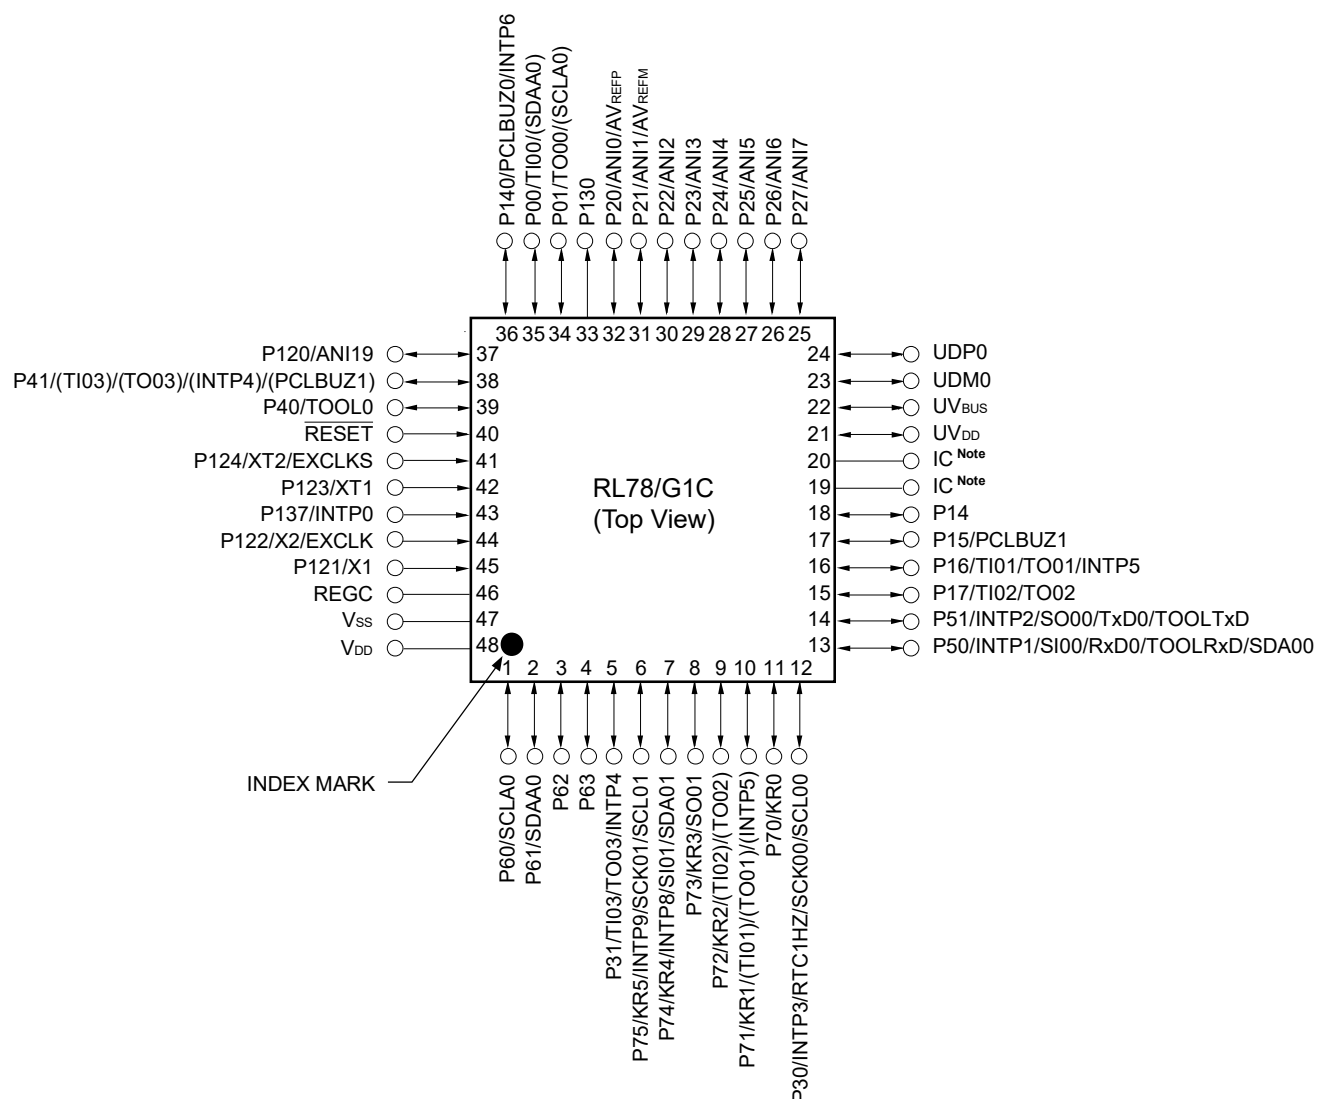 P140/PCLBUZ0/INTP6
P00/TI00/(SDAA0)
P01/TO00/(SCLA0)
P130
P20/ANI0/AVREFP
P21/ANI1/AVREFM
P22/ANI2
P23/ANI3
P24/ANI4
P25/ANI5
P26/ANI6
P27/ANI7
36 35 34 33 32 31 30 29 28 27 26 25
P120/ANI19 37
P41/(TI03)/(TO03)/(INTP4)/(PCLBUZ1) 38
P40/TOOL0 39
RESET 40
P124/XT2/EXCLKS 41
P123/XT1 42
P137/INTP0 43
P122/X2/EXCLK 44
P121/X1 45
REGC 46
VSS 47
VDD 48
RL78/G1C
(Top View)
24 UDP0
23 UDM0
22 UVBUS
21 UVDD
20 IC Note
19 IC Note
18 P14
17 P15/PCLBUZ1
16 P16/TI01/TO01/INTP5
15 P17/TI02/TO02
14 P51/INTP2/SO00/TxD0/TOOLTxD
13 P50/INTP1/SI00/RxD0/TOOLRxD/SDA00
1 2 3 4 5 6 7 8 9 10 11 12
INDEX MARK
P60/SCLA0
P61/SDAA0
P62
P63
P31/TI03/TO03/INTP4
P75/KR5/INTP9/SCK01/SCL01
P74/KR4/INTP8/SI01/SDA01
P73/KR3/SO01
P72/KR2/(TI02)/(TO02)
P71/KR1/(TI01)/(TO01)/(INTP5)
P70/KR0
P30/INTP3/RTC1HZ/SCK00/SCL00